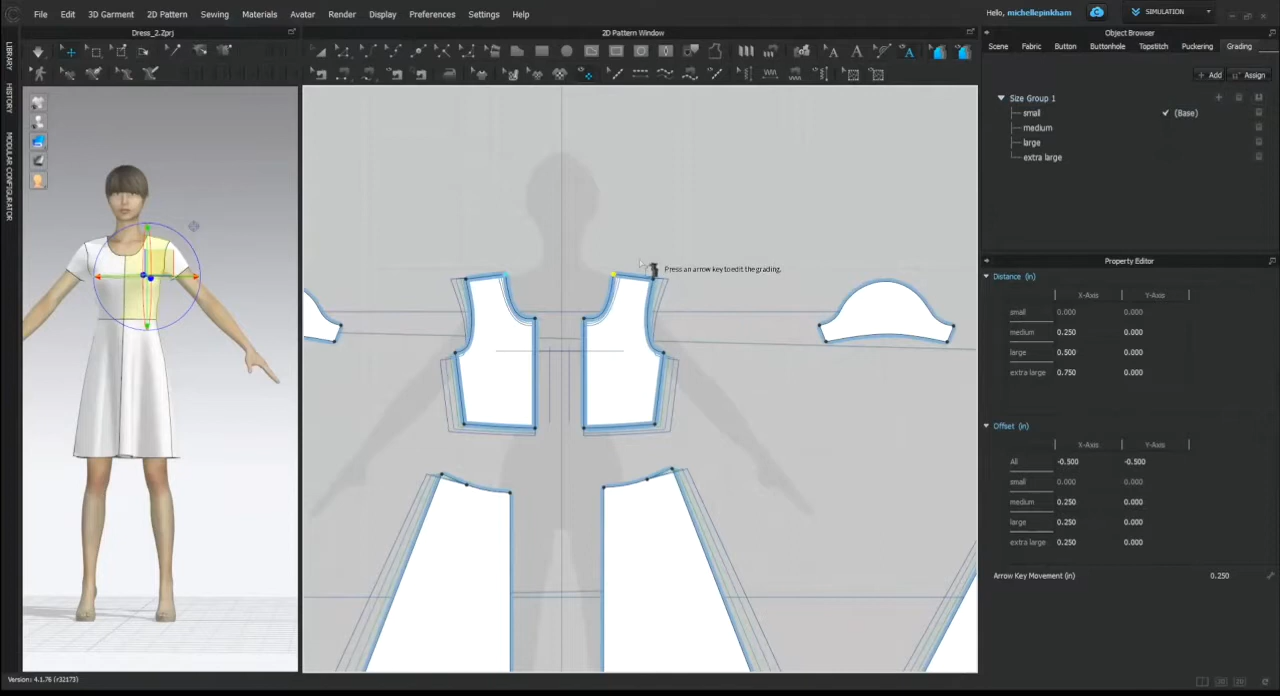 File Edit 3D Garment 2D Pattern Sewing Materials Avatar Render Display Preferences Settings Help
Hello, michellepinkham
SIMULATION
Dress_2.Zprj
2D Pattern Window
Object Browser
Scene Fabric Button Buttonhole Topstitch Puckering Grading
+ Add Assign
Size Group 1
small (Base)
medium
large
extra large
LIBRARY
HISTORY
MODULAR CONFIGURATOR
Press an arrow key to edit the grading.
Property Editor
Distance (in)
X-Axis Y-Axis
small 0.000 0.000
medium 0.250 0.000
large 0.500 0.000
extra large 0.750 0.000
Offset (in)
X-Axis Y-Axis
All -0.500 -0.500
small 0.000 0.000
medium 0.250 0.000
large 0.250 0.000
extra large 0.250 0.000
Arrow Key Movement (in) 0.250
Version: 4.1.76 (r32173)